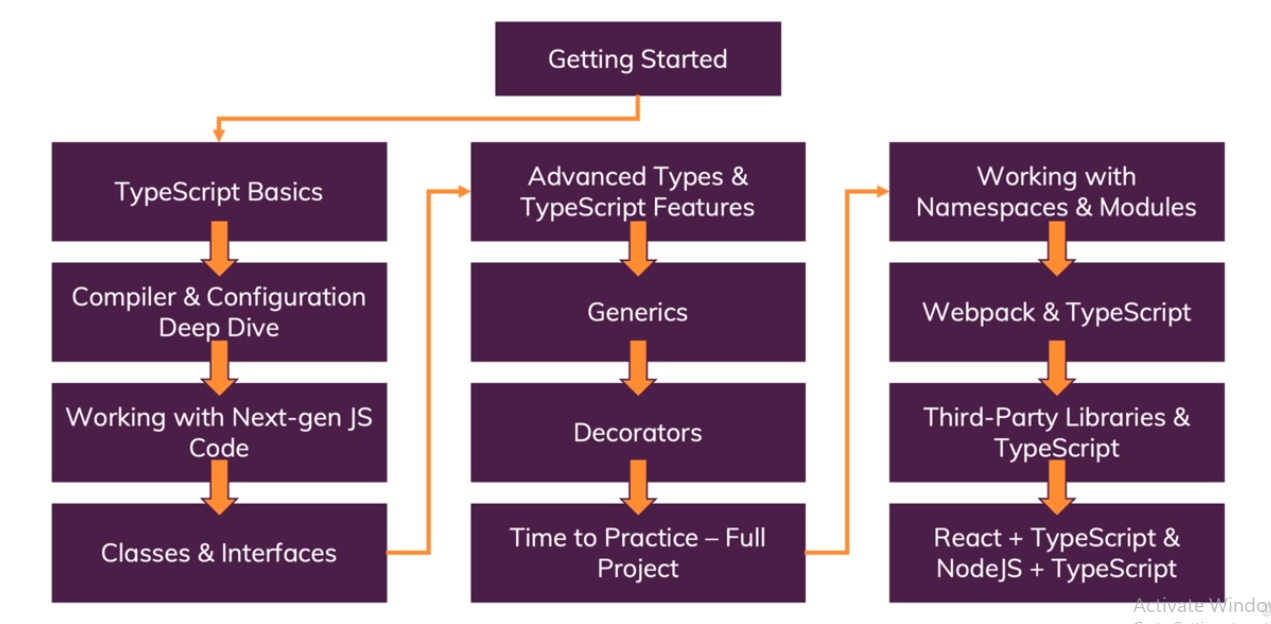 Getting Started
TypeScript Basics
Compiler & Configuration
Deep Dive
Working with Next-gen JS
Code
Classes & Interfaces
Advanced Types &
TypeScript Features
Generics
Decorators
Time to Practice – Full
Project
Working with
Namespaces & Modules
Webpack & TypeScript
Third-Party Libraries &
TypeScript
React + TypeScript &
NodeJS + TypeScript
Activate Windo